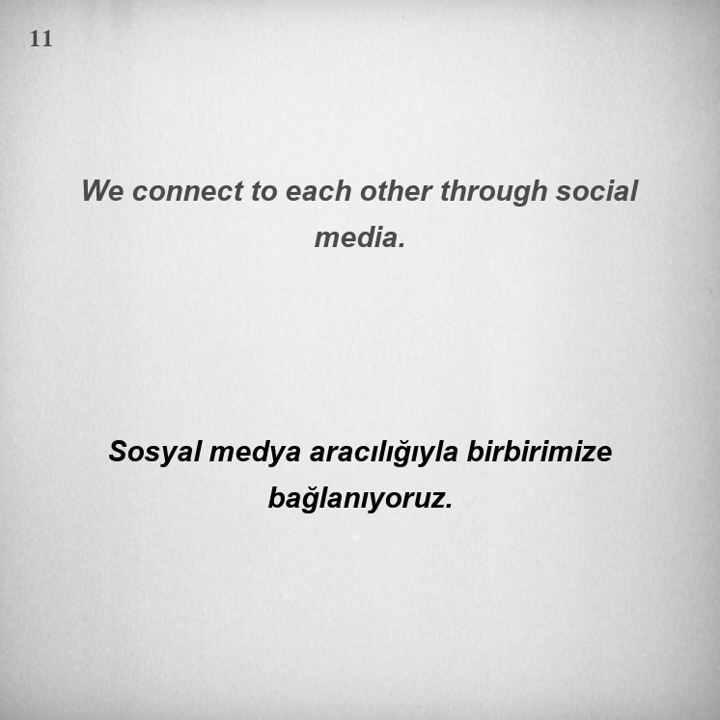 11
We connect to each other through social
media.
Sosyal medya aracılığıyla birbirimize
bağlanıyoruz.